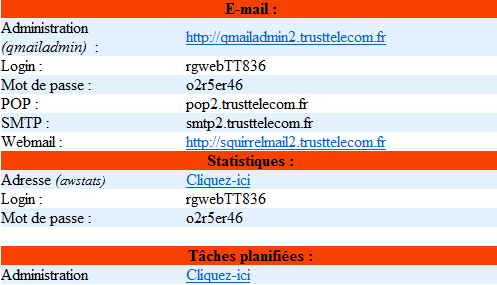 E-mail :
Administration
(qmailadmin) :
http://qmailadmin2.trusttelecom.fr
Login :
rgwebTT836
Mot de passe :
o2r5er46
POP :
pop2.trusttelecom.fr
SMTP :
smtp2.trusttelecom.fr
Webmail :
http://squirrelmail2.trusttelecom.fr
Statistiques :
Adresse (awstats)
Cliquez-ici
Login :
rgwebTT836
Mot de passe :
o2r5er46
Tâches planifiées :
Administration
Cliquez-ici